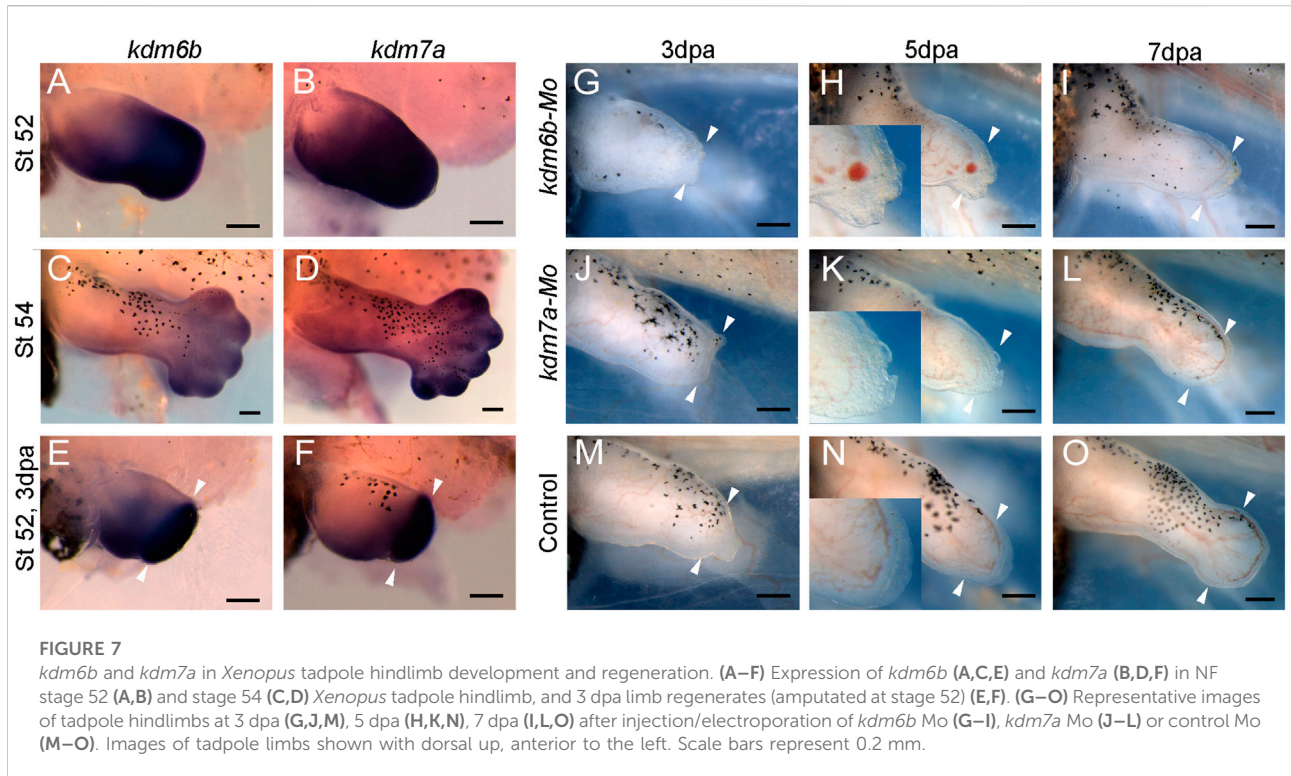 kdm6b kdm7a 3dpa 5dpa 7dpa
St 52 A B kdm6b-Mo G H I
St 54 C D kdm7a-Mo J K L
St 52, 3dpa E F Control M N O
FIGURE 7
kdm6b and kdm7a in Xenopus tadpole hindlimb development and regeneration. (A–F) Expression of kdm6b (A,C,E) and kdm7a (B,D,F) in NF
stage 52 (A,B) and stage 54 (C,D) Xenopus tadpole hindlimb, and 3 dpa limb regenerates (amputated at stage 52) (E,F). (G–O) Representative images
of tadpole hindlimbs at 3 dpa (G,J,M), 5 dpa (H,K,N), 7 dpa (I,L,O) after injection/electroporation of kdm6b Mo (G–I), kdm7a Mo (J–L) or control Mo
(M–O). Images of tadpole limbs shown with dorsal up, anterior to the left. Scale bars represent 0.2 mm.